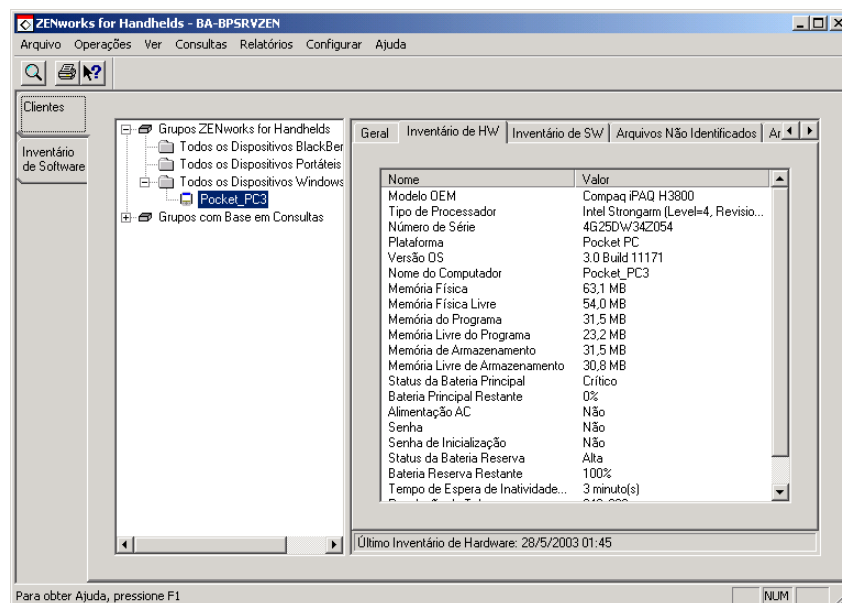 ZENworks for Handhelds - BA-BPSRVZEN
Arquivo Operações Ver Consultas Relatórios Configurar Ajuda
Clientes
Inventário
de Software
Grupos ZENworks for Handhelds
Todos os Dispositivos BlackBer
Todos os Dispositivos Portáteis
Todos os Dispositivos Windows
Pocket_PC3
Grupos com Base em Consultas
Geral Inventário de HW Inventário de SW Arquivos Não Identificados Ar
Nome Valor
Modelo OEM Compaq iPAQ H3800
Tipo de Processador Intel Strongarm (Level=4, Revisio...
Número de Série 4G25DW34Z054
Plataforma Pocket PC
Versão OS 3.0 Build 11171
Nome do Computador Pocket_PC3
Memória Física 63,1 MB
Memória Física Livre 54,0 MB
Memória do Programa 31,5 MB
Memória Livre do Programa 23,2 MB
Memória de Armazenamento 31,5 MB
Memória Livre de Armazenamento 30,8 MB
Status da Bateria Principal Crítico
Bateria Principal Restante 0%
Alimentação AC Não
Senha Não
Senha de Inicialização Não
Status da Bateria Reserva Alta
Bateria Reserva Restante 100%
Tempo de Espera de Inatividade... 3 minuto(s)
Último Inventário de Hardware: 28/5/2003 01:45
Para obter Ajuda, pressione F1
NUM